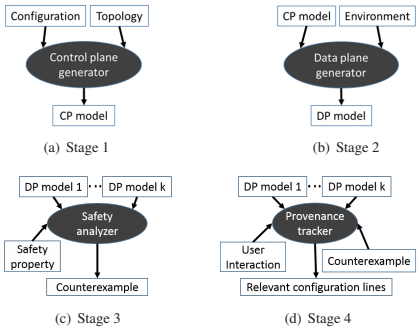 Configuration
Topology
Control plane
generator
CP model
(a) Stage 1
CP model
Environment
Data plane
generator
DP model
(b) Stage 2
DP model 1
...
DP model k
Safety
analyzer
Safety
property
Counterexample
(c) Stage 3
DP model 1
...
DP model k
Provenance
tracker
User
Interaction
Counterexample
Relevant configuration lines
(d) Stage 4